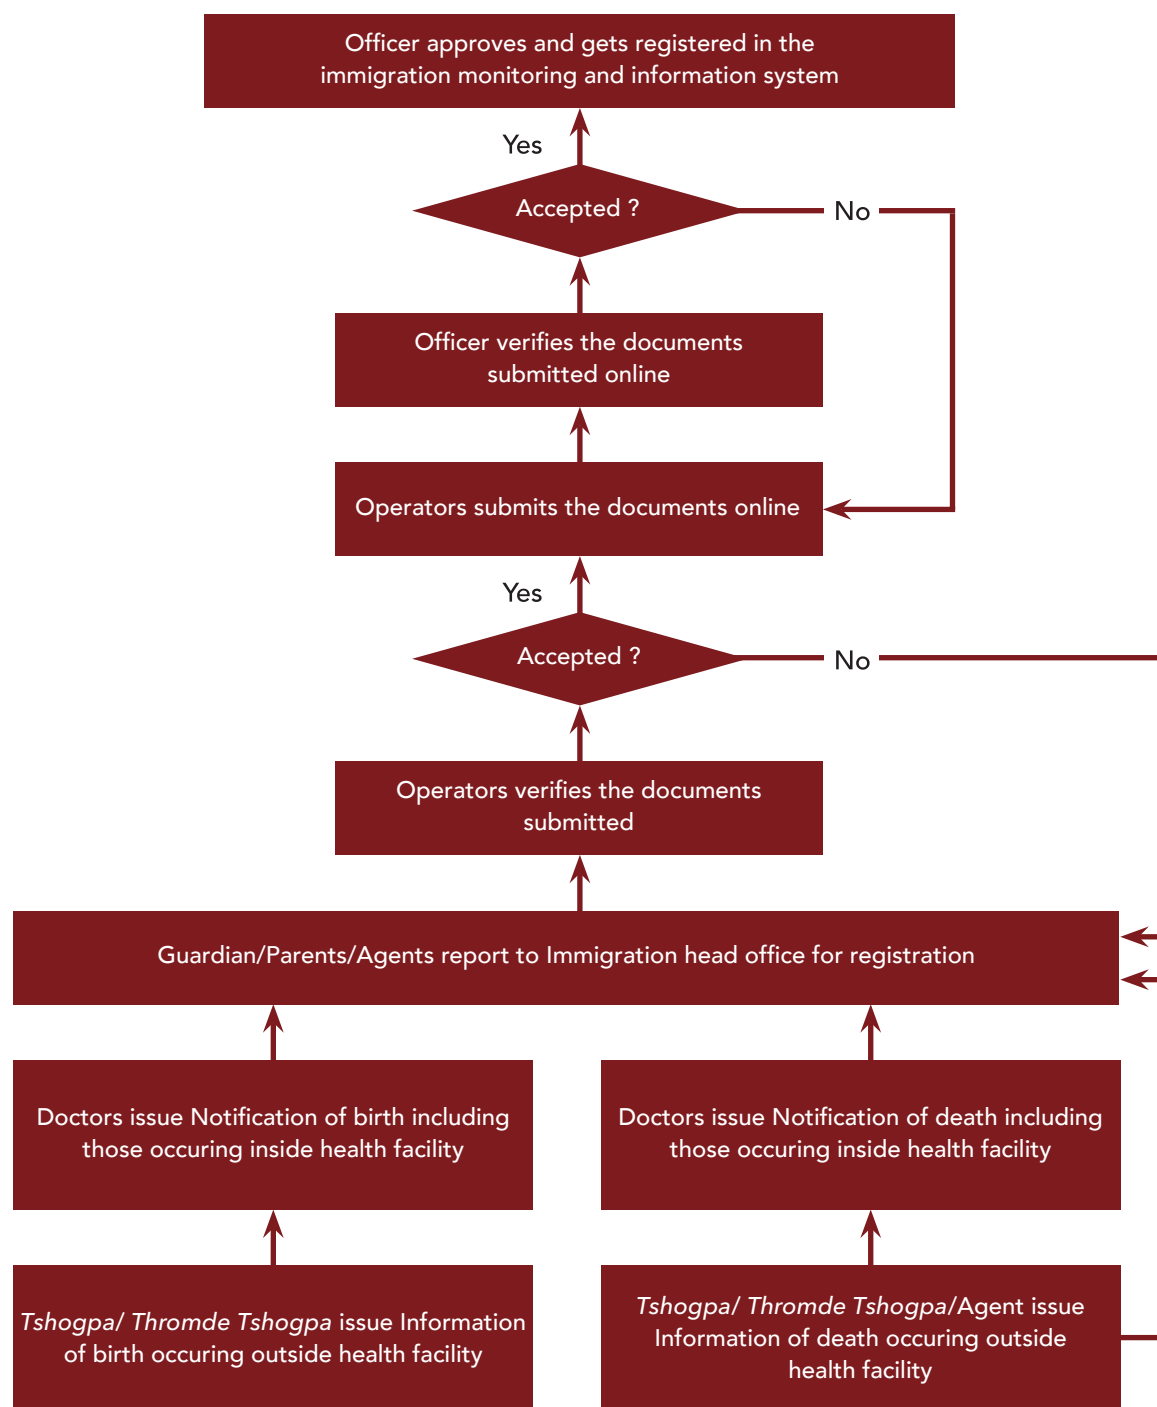 Officer approves and gets registered in the
immigration monitoring and information system
Yes
Accepted ?
No
Officer verifies the documents
submitted online
Operators submits the documents online
Yes
Accepted ?
No
Operators verifies the documents
submitted
Guardian/Parents/Agents report to Immigration head office for registration
Doctors issue Notification of birth including
those occuring inside health facility
Doctors issue Notification of death including
those occuring inside health facility
Tshogpa/ Thromde Tshogpa issue Information
of birth occuring outside health facility
Tshogpa/ Thromde Tshogpa/Agent issue
Information of death occuring outside
health facility